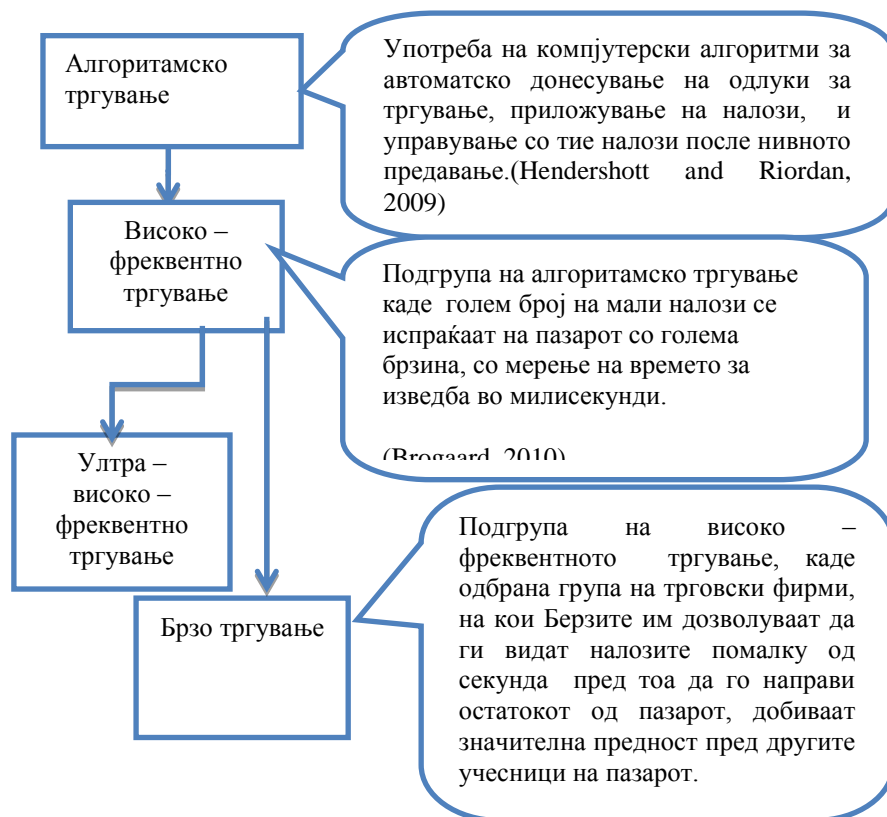 Алгоритамско
тргување
Употреба на компјутерски алгоритми за
автоматско донесување на одлуки за
тргување, приложување на налози, и
управување со тие налози после нивното
предавање.(Hendershott and Riordan,
2009)
Високо –
фреквентно
тргување
Подгрупа на алгоритамско тргување
каде голем број на мали налози се
испраќаат на пазарот со голема
брзина, со мерење на времето за
изведба во милисекунди.
(Brogaard, 2010)
Ултра –
високо –
фреквентно
тргување
Брзо тргување
Подгрупа на високо –
фреквентното тргување, каде
одбрана група на трговски фирми,
на кои Берзите им дозволуваат да
ги видат налозите помалку од
секунда пред тоа да го направи
остатокот од пазарот, добиваат
значителна предност пред другите
учесници на пазарот.